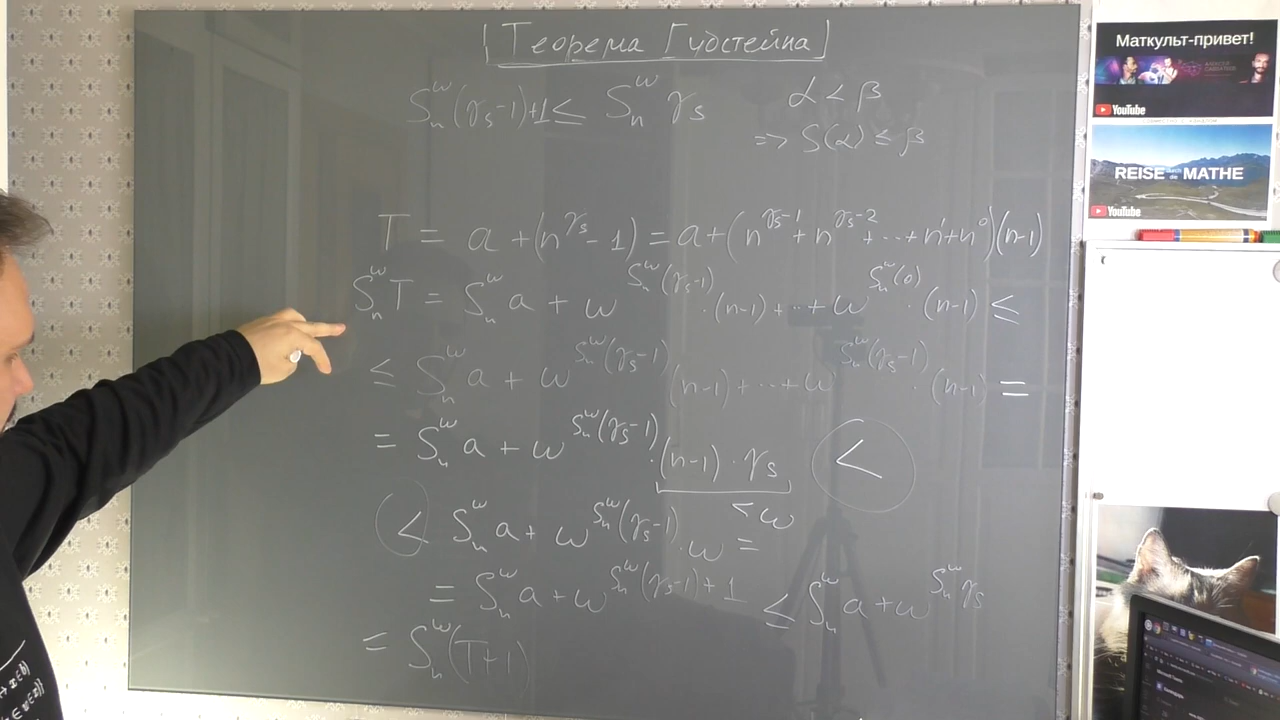 Теорема Гудстейна
S_n^ω(γ_s-1)+1 ≤ S_n^ω γ_s
α < β
=> S(α) ≤ β
T = a + (n^{γ_s} - 1) = a + (n^{γ_s-1} + n^{γ_s-2} + ... + n^1 + n^0)(n-1)
S_n^ω T = S_n^ω a + ω^{S_n^ω(γ_s-1)} · (n-1) + ... + ω^{S_n^ω(0)} · (n-1) ≤
≤ S_n^ω a + ω^{S_n^ω(γ_s-1)} (n-1) + ... + ω^{S_n^ω(γ_s-1)} · (n-1) =
= S_n^ω a + ω^{S_n^ω(γ_s-1)} · (n-1) · γ_s <
< ω
< S_n^ω a + ω^{S_n^ω(γ_s-1)} · ω =
= S_n^ω a + ω^{S_n^ω(γ_s-1)+1} ≤ S_n^ω a + ω^{S_n^ω γ_s}
= S_n^ω(T+1)
Маткульт-привет!
YouTube
REISE durch die MATHE
YouTube